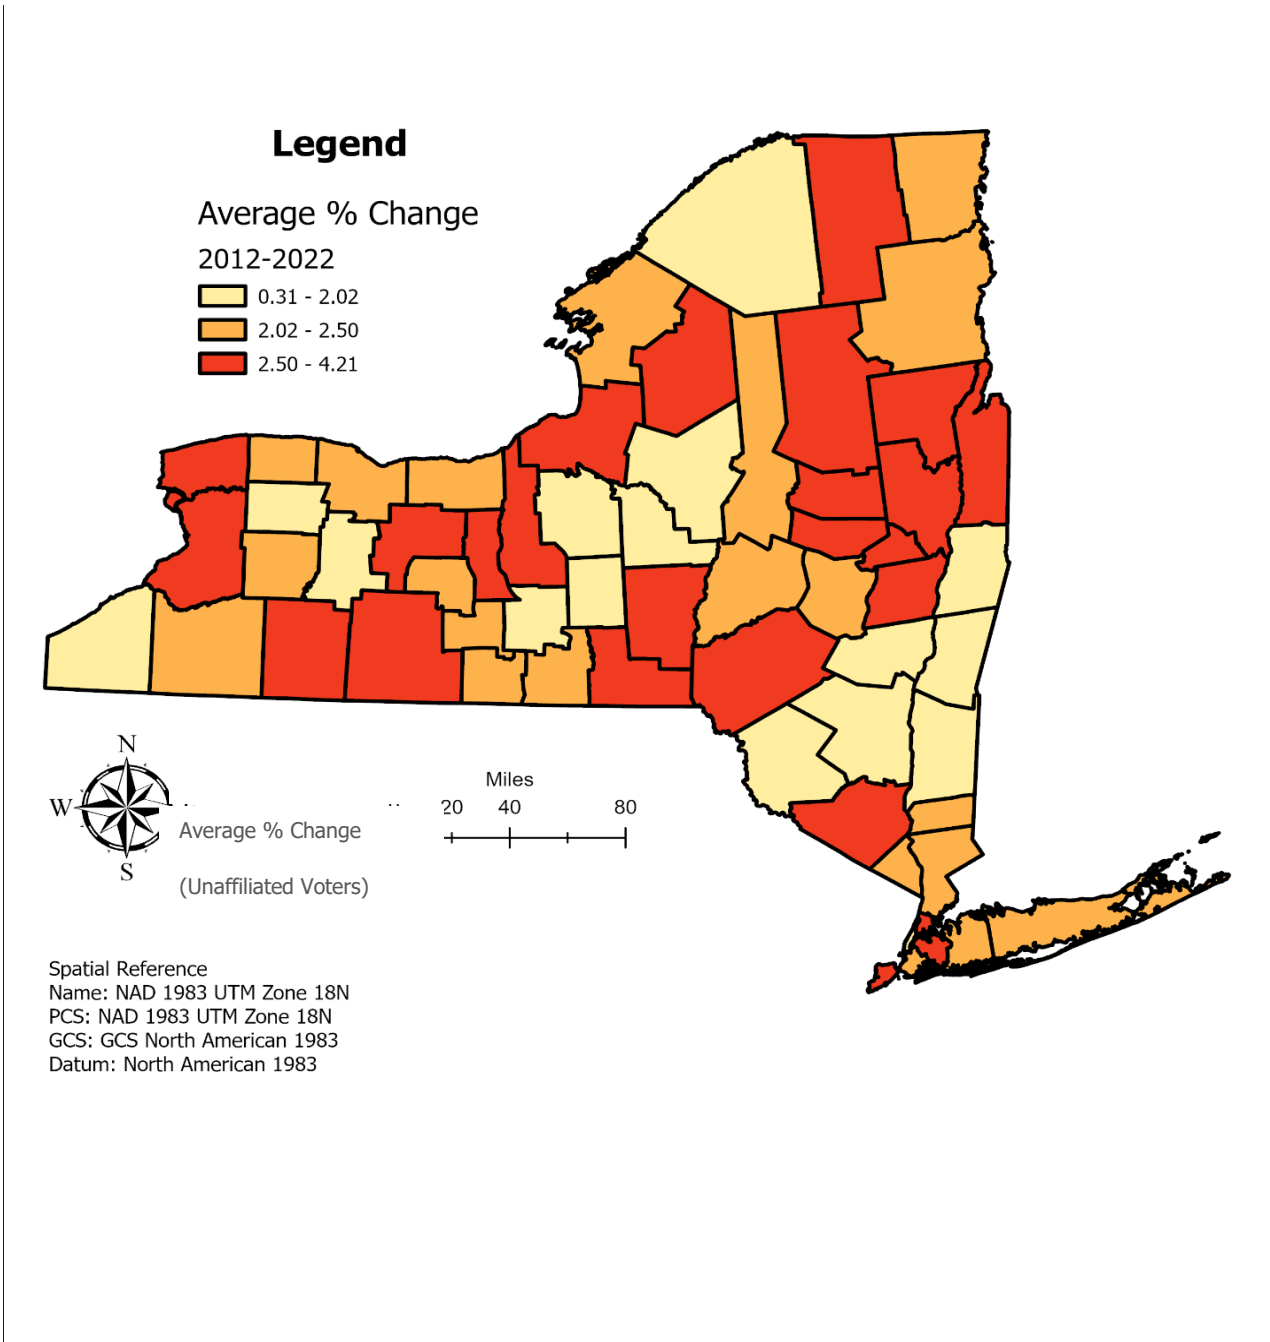 Legend
Average % Change
2012-2022
0.31 - 2.02
2.02 - 2.50
2.50 - 4.21
N
W
S
Miles
20 40 80
Average % Change
(Unaffiliated Voters)
Spatial Reference
Name: NAD 1983 UTM Zone 18N
PCS: NAD 1983 UTM Zone 18N
GCS: GCS North American 1983
Datum: North American 1983